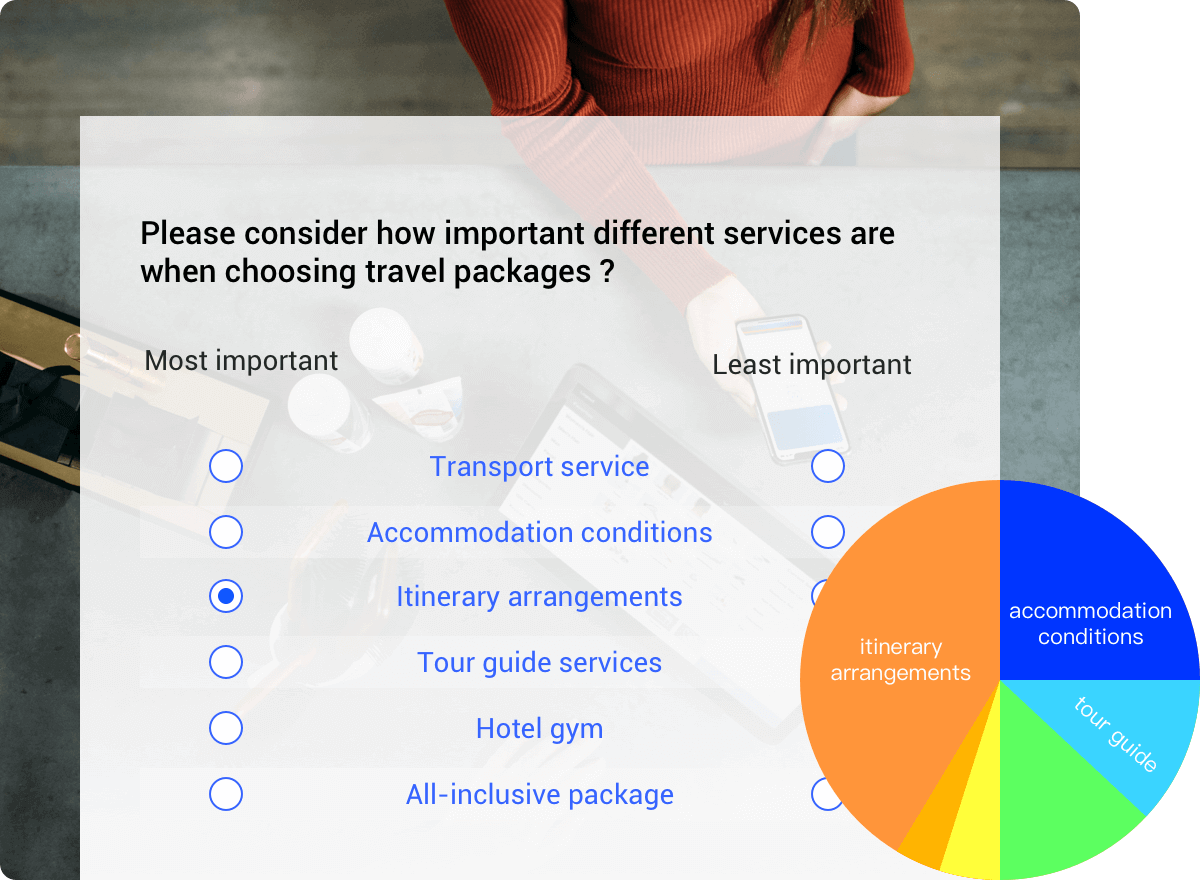 Please consider how important different services are
when choosing travel packages ?
Most important
Least important
Transport service
Accommodation conditions
Itinerary arrangements
Tour guide services
Hotel gym
All-inclusive package
accommodation
conditions
itinerary
arrangements
tour guide